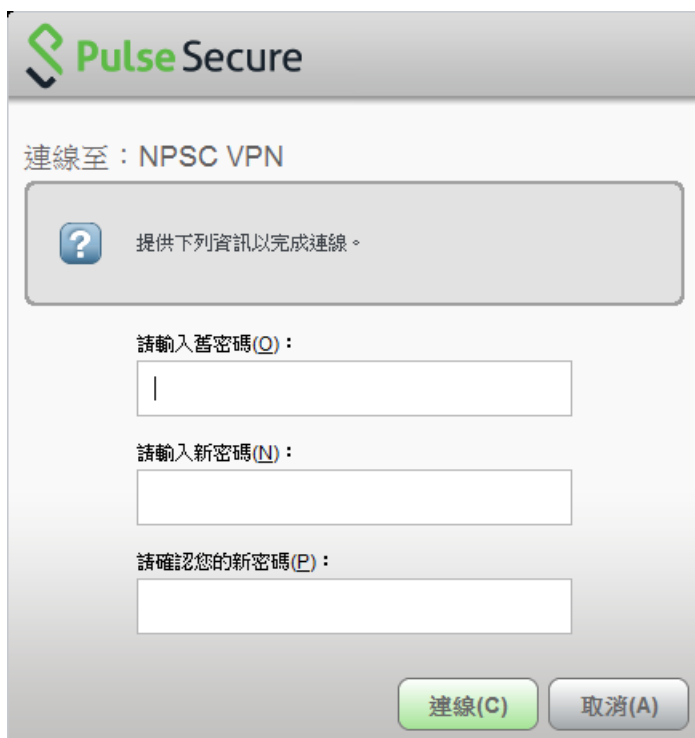 Pulse Secure
連線至：NPSC VPN
?
提供下列資訊以完成連線。
請輸入舊密碼(O)：
請輸入新密碼(N)：
請確認您的新密碼(P)：
連線(C) 取消(A)